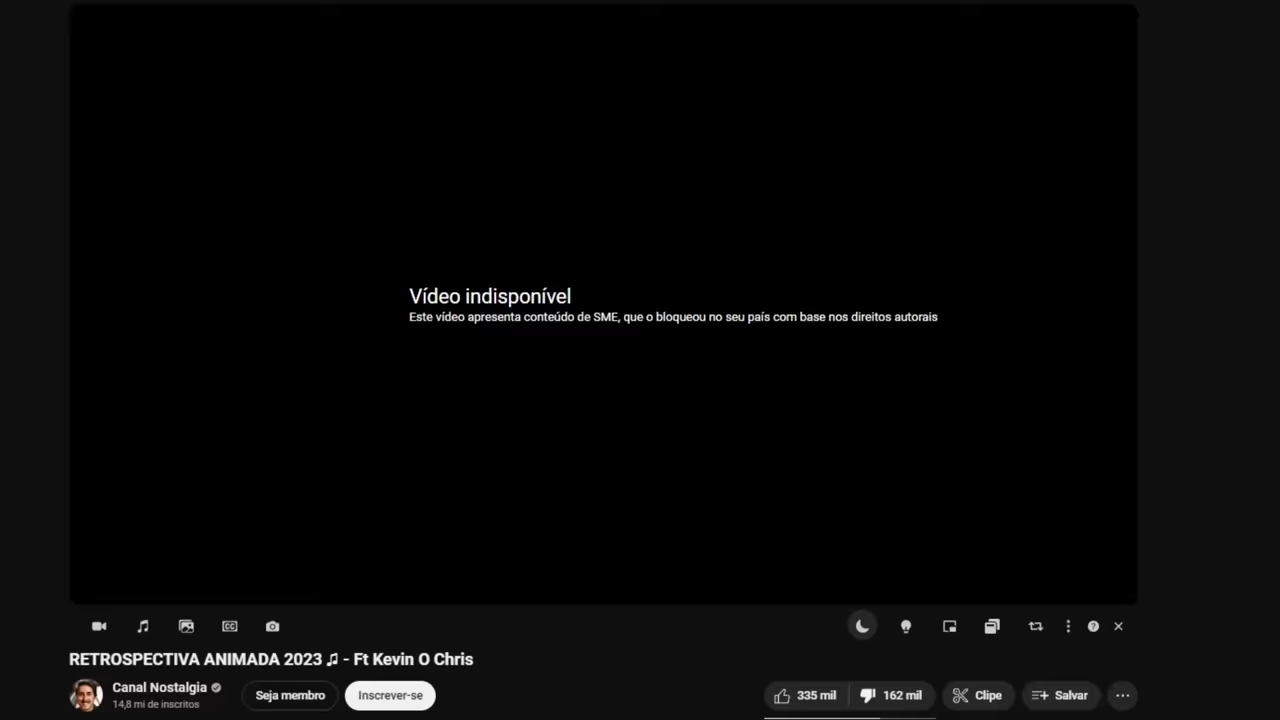 Vídeo indisponível
Este vídeo apresenta conteúdo de SME, que o bloqueou no seu país com base nos direitos autorais
CC
RETROSPECTIVA ANIMADA 2023 ♫ - Ft Kevin O Chris
Canal Nostalgia
14,8 mi de inscritos
Seja membro
Inscrever-se
335 mil
162 mil
Clipe
Salvar